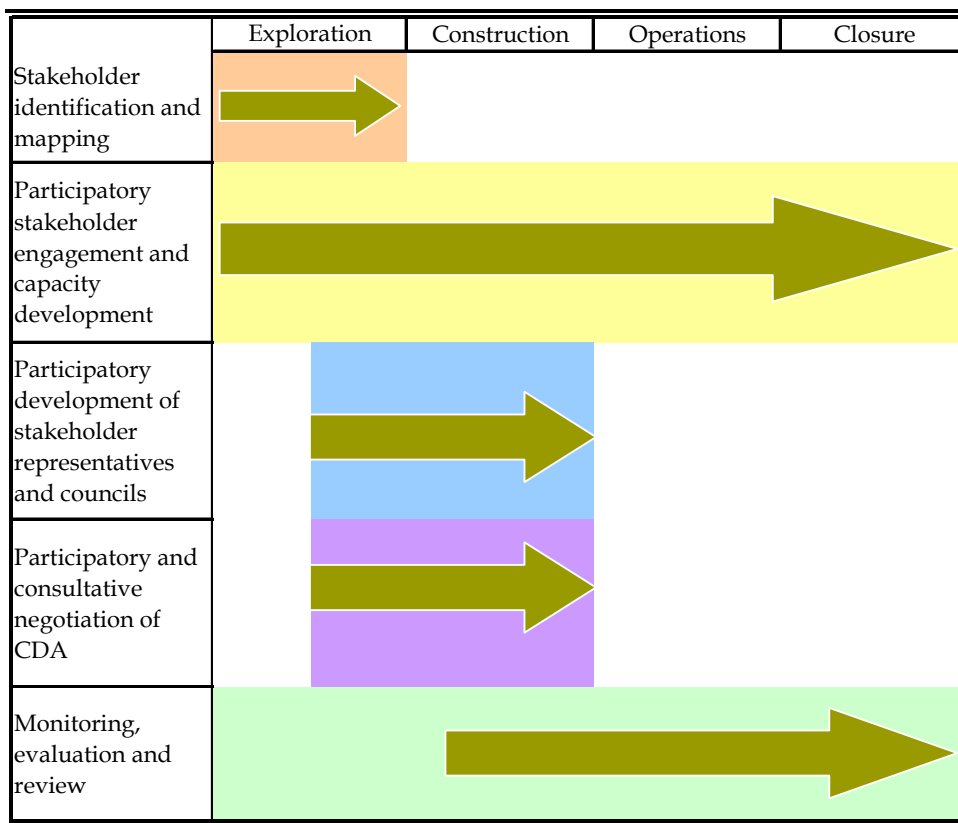 Exploration Construction Operations Closure
Stakeholder
identification and
mapping
Participatory
stakeholder
engagement and
capacity
development
Participatory
development of
stakeholder
representatives
and councils
Participatory and
consultative
negotiation of
CDA
Monitoring,
evaluation and
review